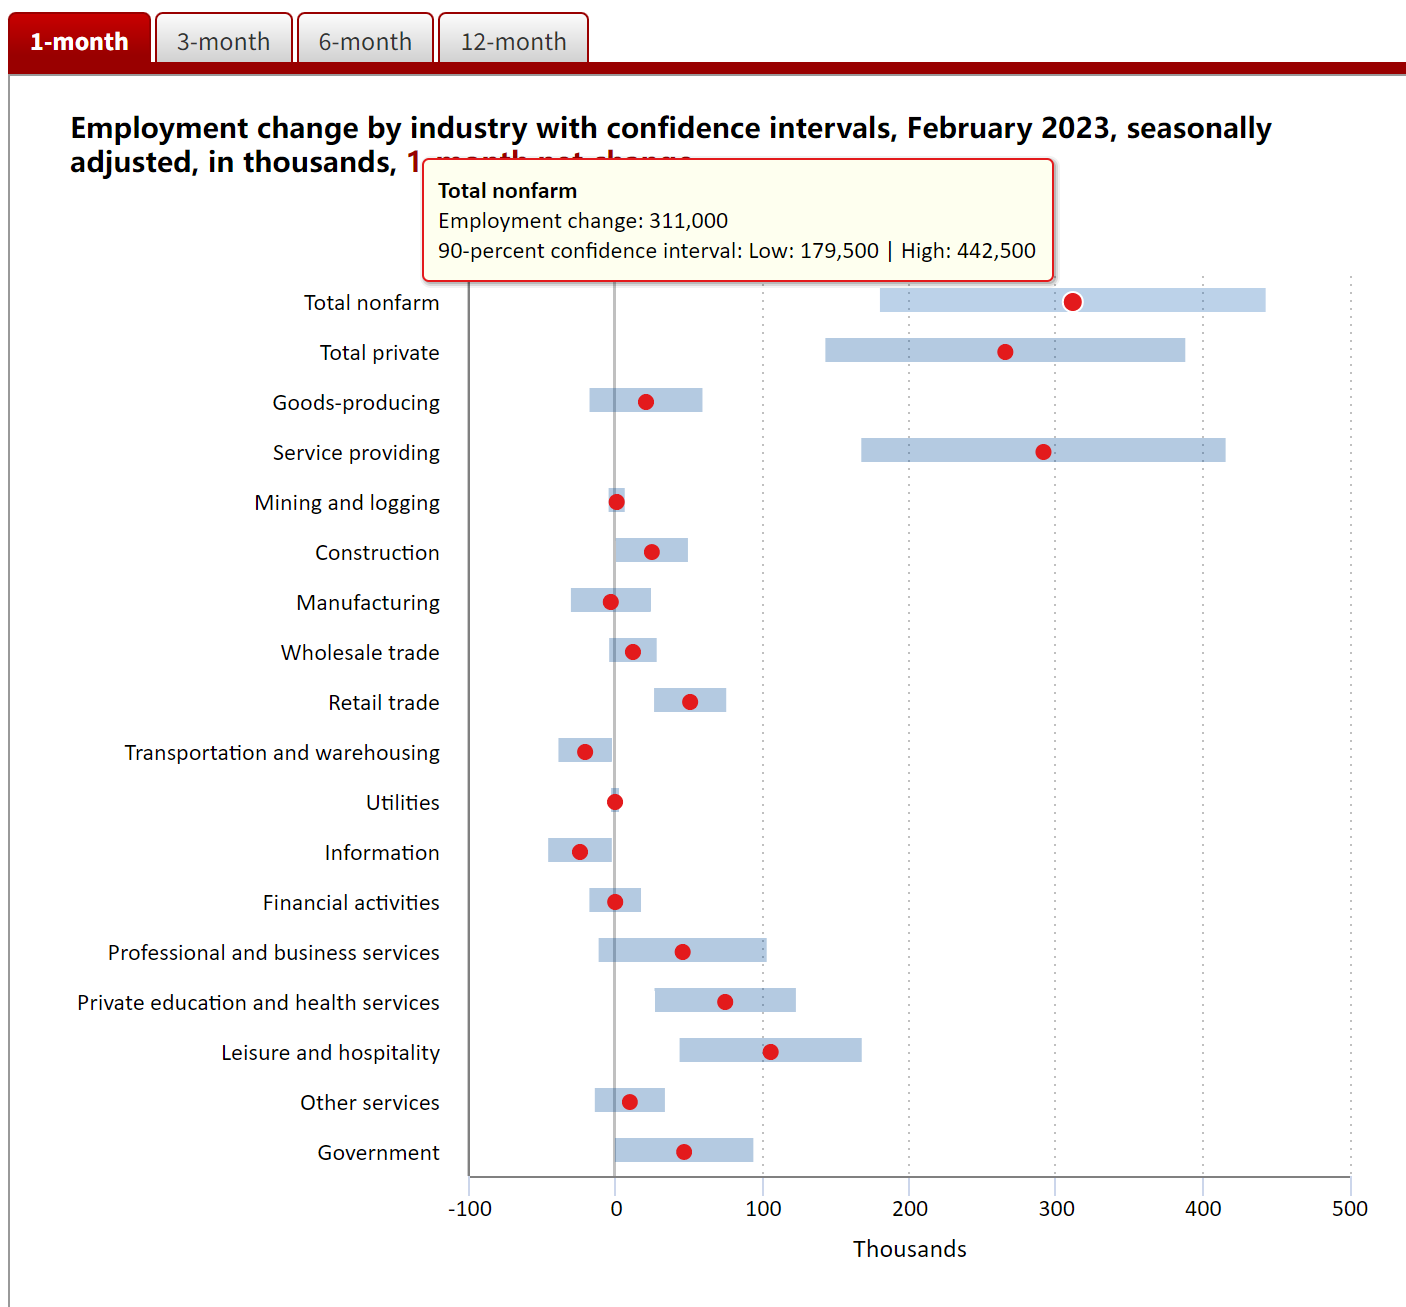 1-month
3-month
6-month
12-month
Employment change by industry with confidence intervals, February 2023, seasonally
adjusted, in thousands, 1
Total nonfarm
Employment change: 311,000
90-percent confidence interval: Low: 179,500 | High: 442,500
Total nonfarm
Total private
Goods-producing
Service providing
Mining and logging
Construction
Manufacturing
Wholesale trade
Retail trade
Transportation and warehousing
Utilities
Information
Financial activities
Professional and business services
Private education and health services
Leisure and hospitality
Other services
Government
-100 0 100 200 300 400 500
Thousands